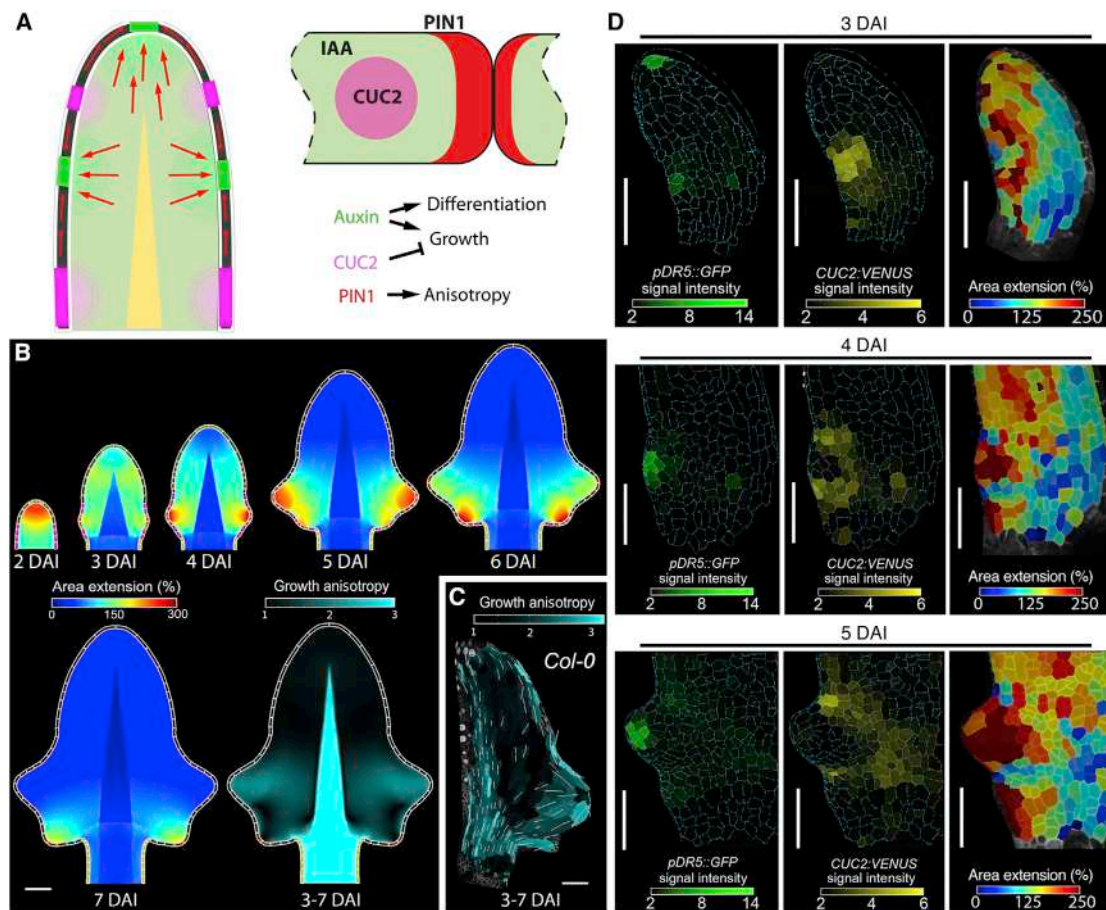 A
IAA
CUC2
PIN1
Auxin
Differentiation
Growth
CUC2
PIN1
Anisotropy
B
2 DAI
3 DAI
4 DAI
5 DAI
6 DAI
Area extension (%)
0 150 300
Growth anisotropy
1 2 3
7 DAI
3-7 DAI
C
Growth anisotropy
1 2 3
Col-0
3-7 DAI
D
3 DAI
pDR5::GFP
signal intensity
2 8 14
CUC2:VENUS
signal intensity
2 4 6
Area extension (%)
0 125 250
4 DAI
pDR5::GFP
signal intensity
2 8 14
CUC2:VENUS
signal intensity
2 4 6
Area extension (%)
0 125 250
5 DAI
pDR5::GFP
signal intensity
2 8 14
CUC2:VENUS
signal intensity
2 4 6
Area extension (%)
0 125 250